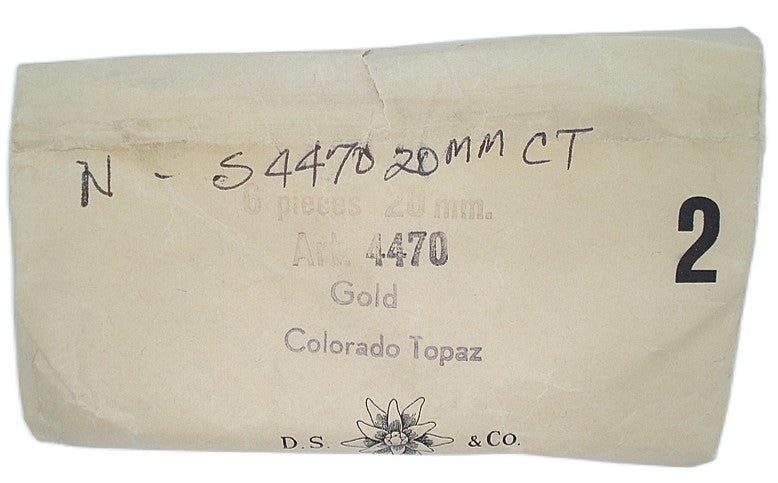 N - S4470 20MM CT
6 pieces 20 mm.
Art. 4470
2
Gold
Colorado Topaz
D.S. & Co.